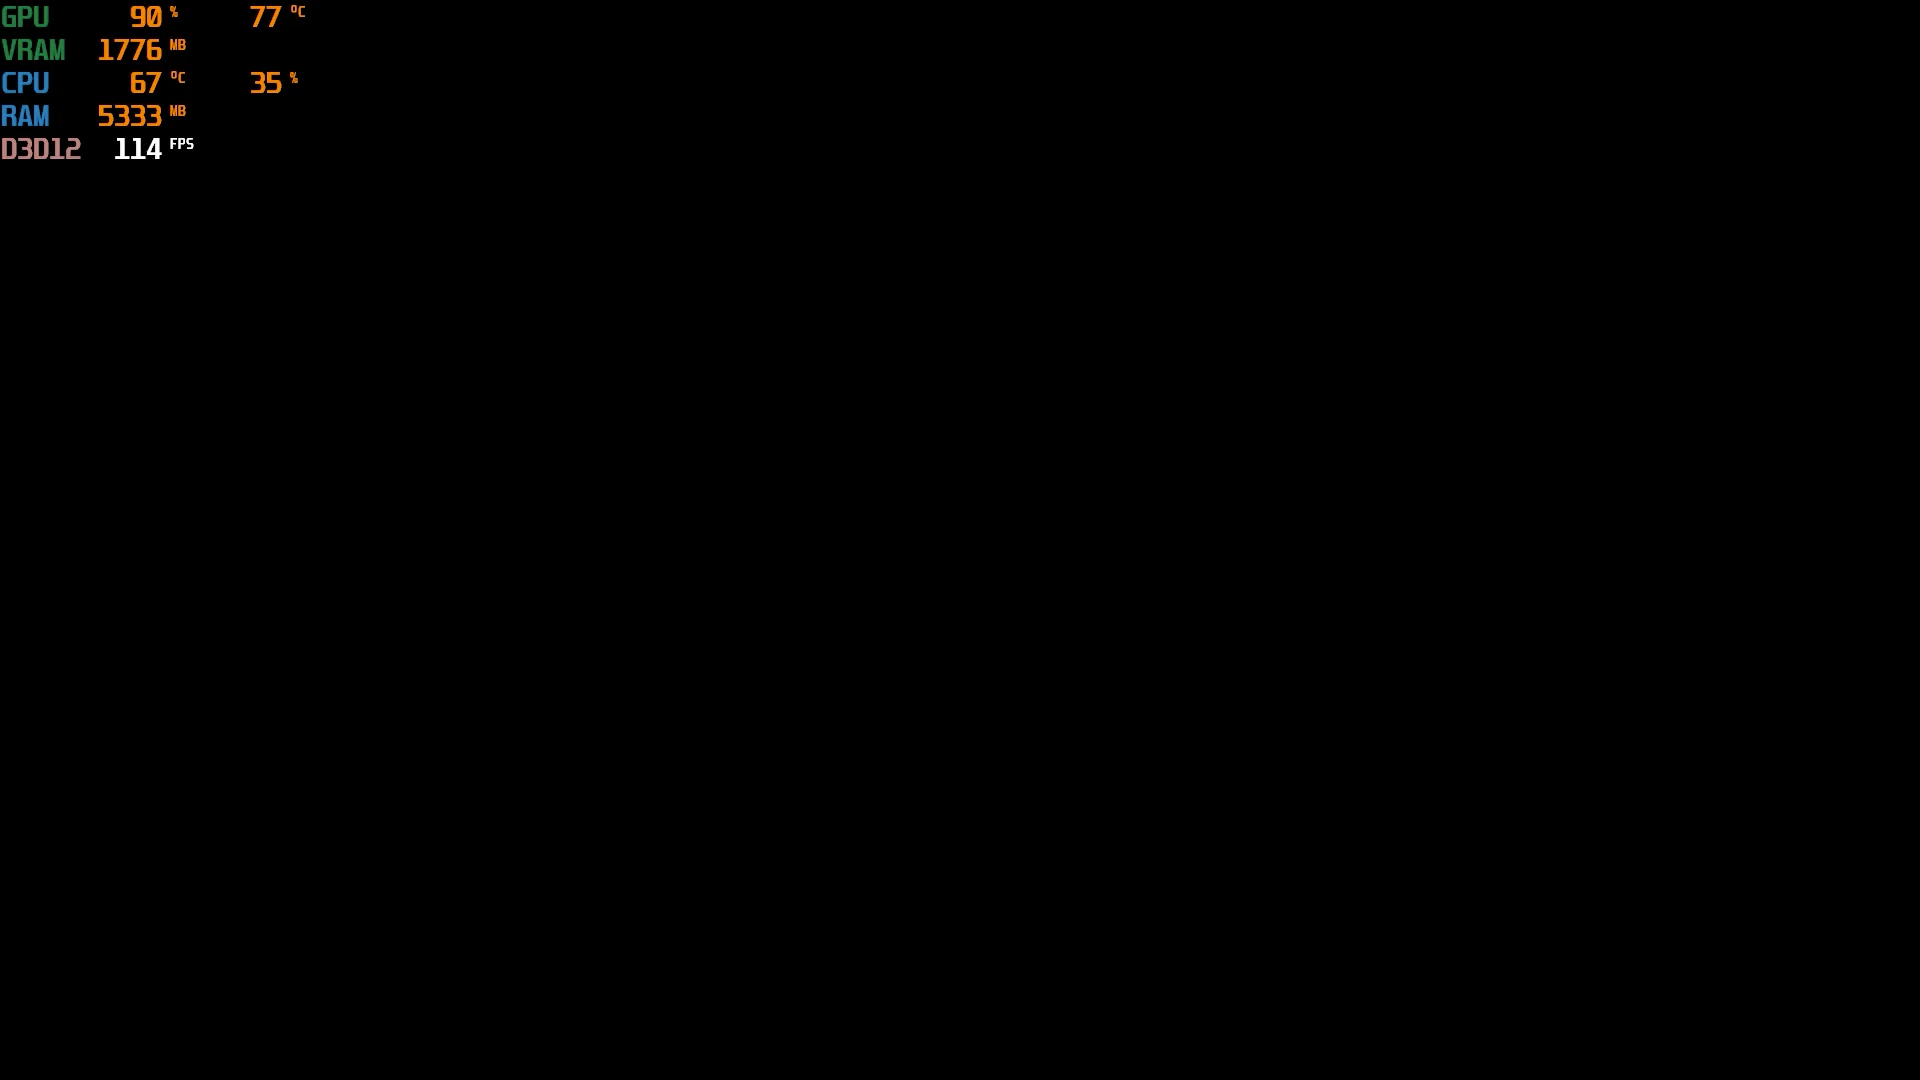 GPU 90 % 77 °C
VRAM 1776 MB
CPU 67 °C 35 %
RAM 5333 MB
D3D12 114 FPS